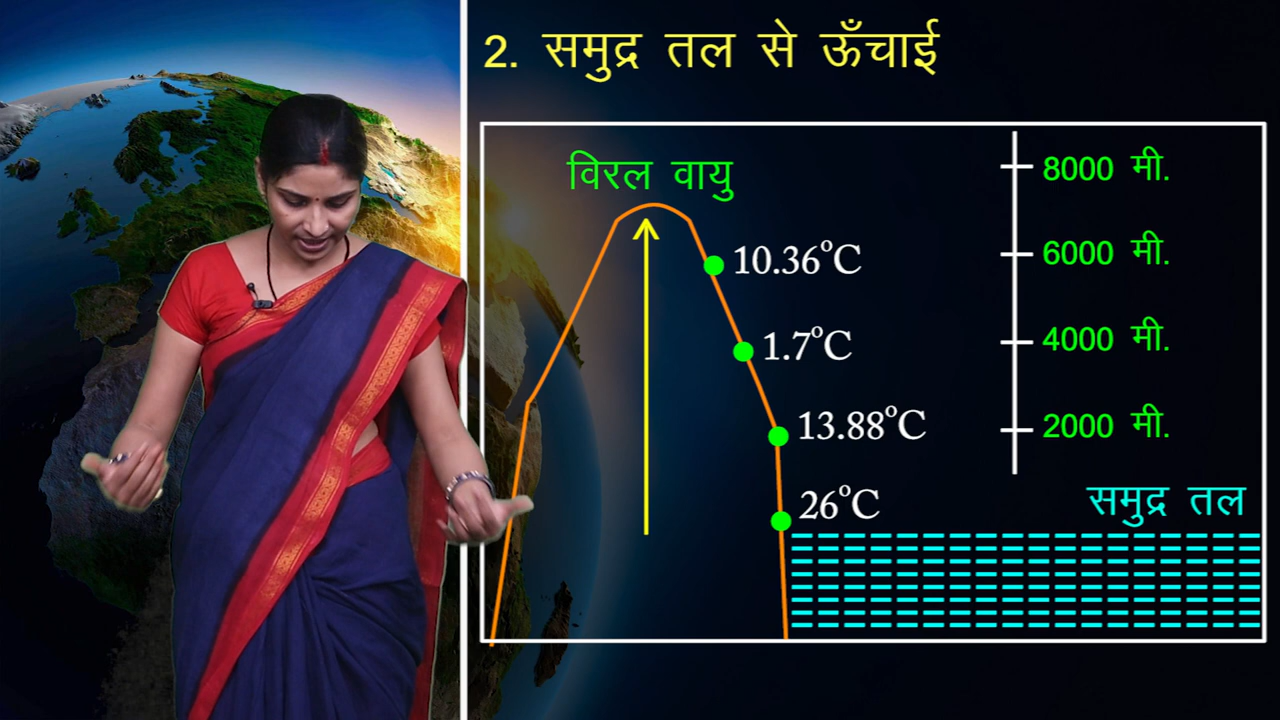 2. समुद्र तल से ऊँचाई
विरल वायु
8000 मी.
10.36°C
6000 मी.
1.7°C
4000 मी.
13.88°C
2000 मी.
26°C
समुद्र तल